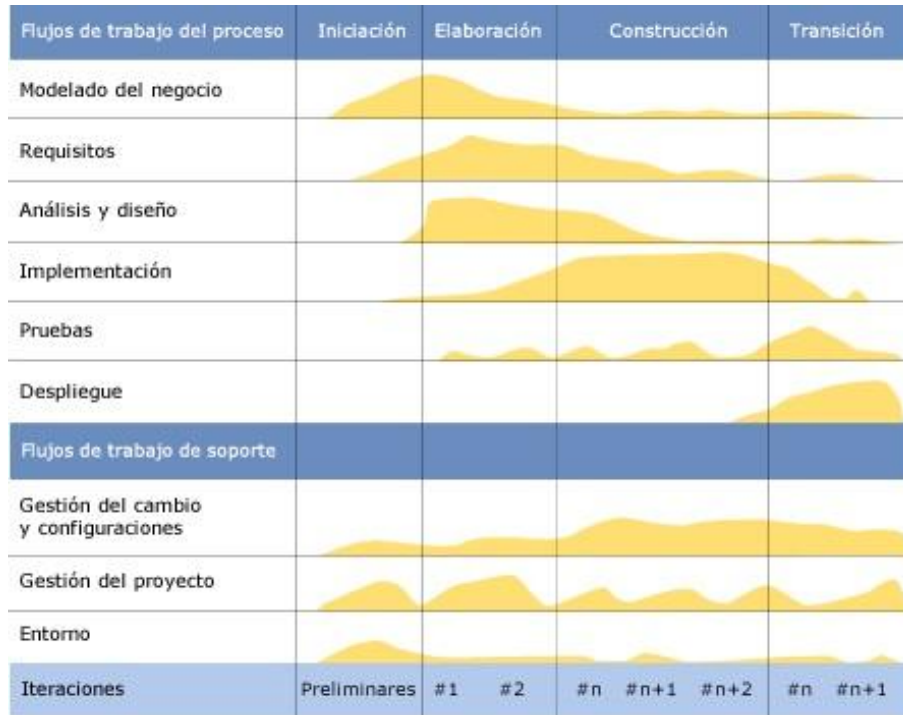 Flujos de trabajo del proceso Iniciación Elaboración Construcción Transición
Modelado del negocio
Requisitos
Análisis y diseño
Implementación
Pruebas
Despliegue
Flujos de trabajo de soporte
Gestión del cambio
y configuraciones
Gestión del proyecto
Entorno
Iteraciones Preliminares #1 #2 #n #n+1 #n+2 #n #n+1